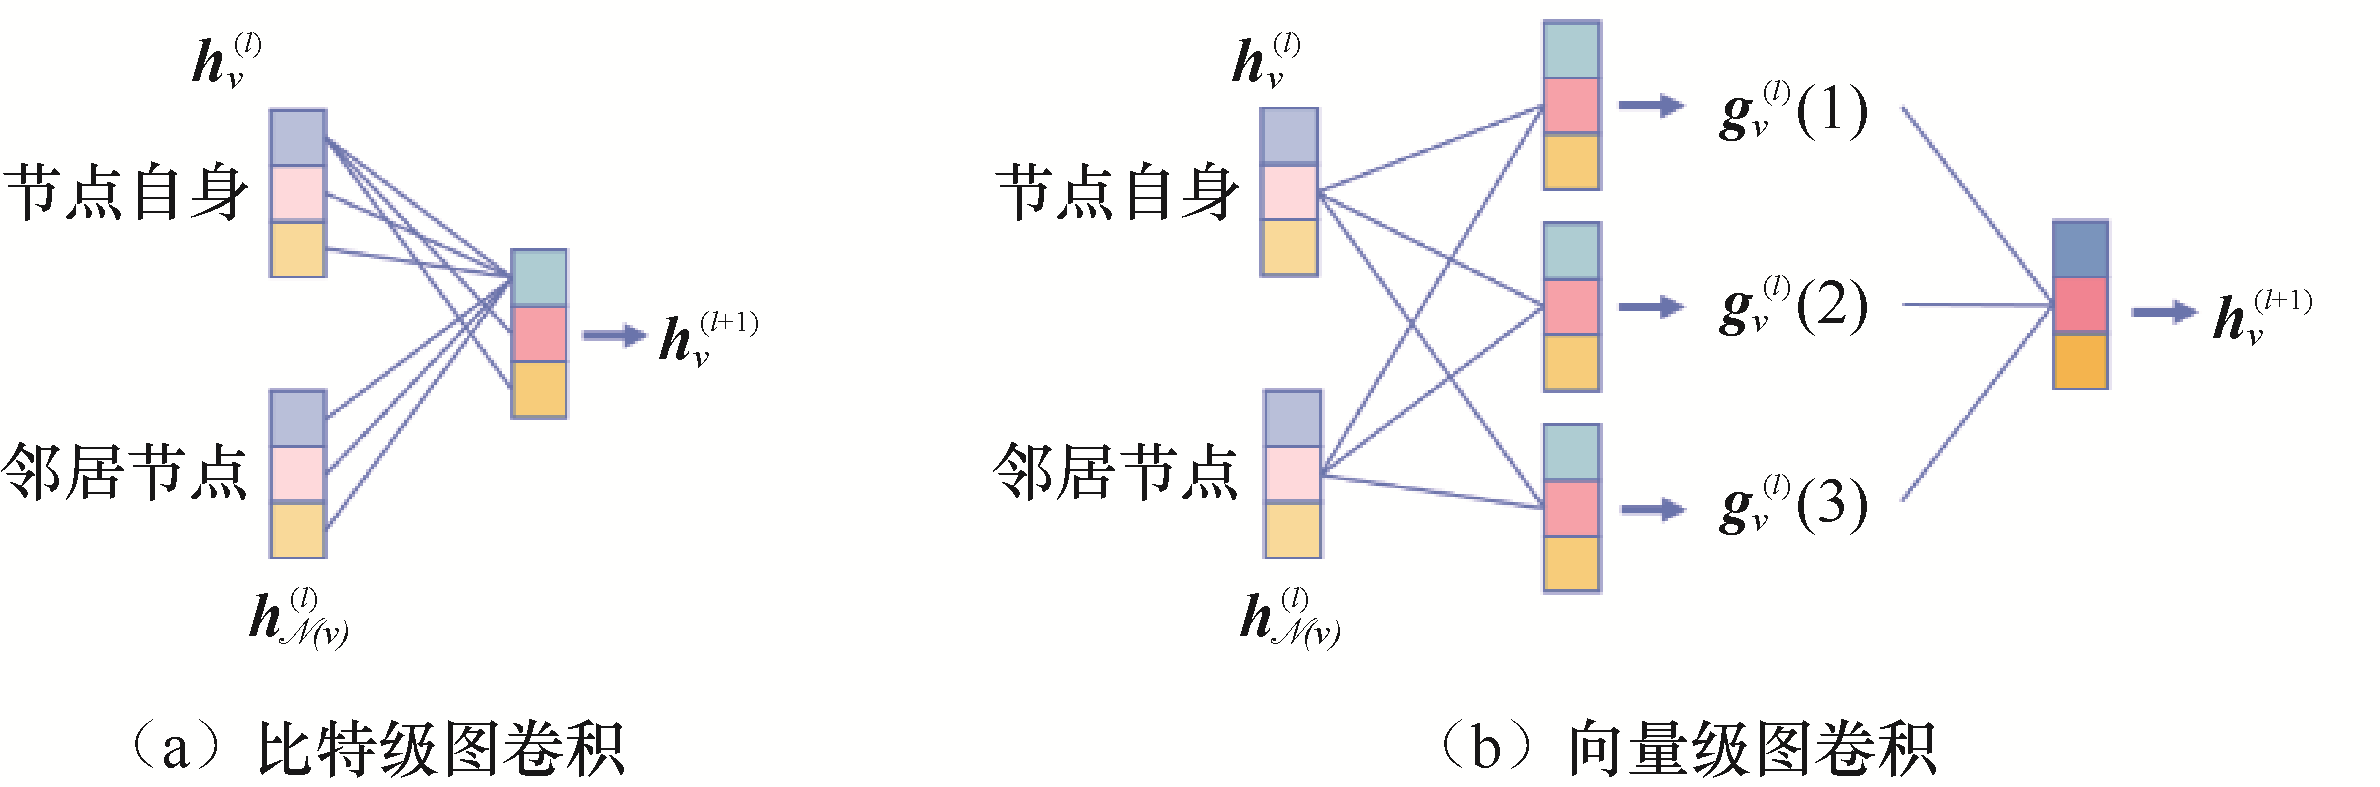 h_v^{(l)}
节点自身
h_v^{(l+1)}
邻居节点
h_{𝒩(v)}^{(l)}
（a）比特级图卷积
h_v^{(l)}
节点自身
邻居节点
h_{𝒩(v)}^{(l)}
g_v^{(l)}(1)
g_v^{(l)}(2)
g_v^{(l)}(3)
h_v^{(l+1)}
（b）向量级图卷积